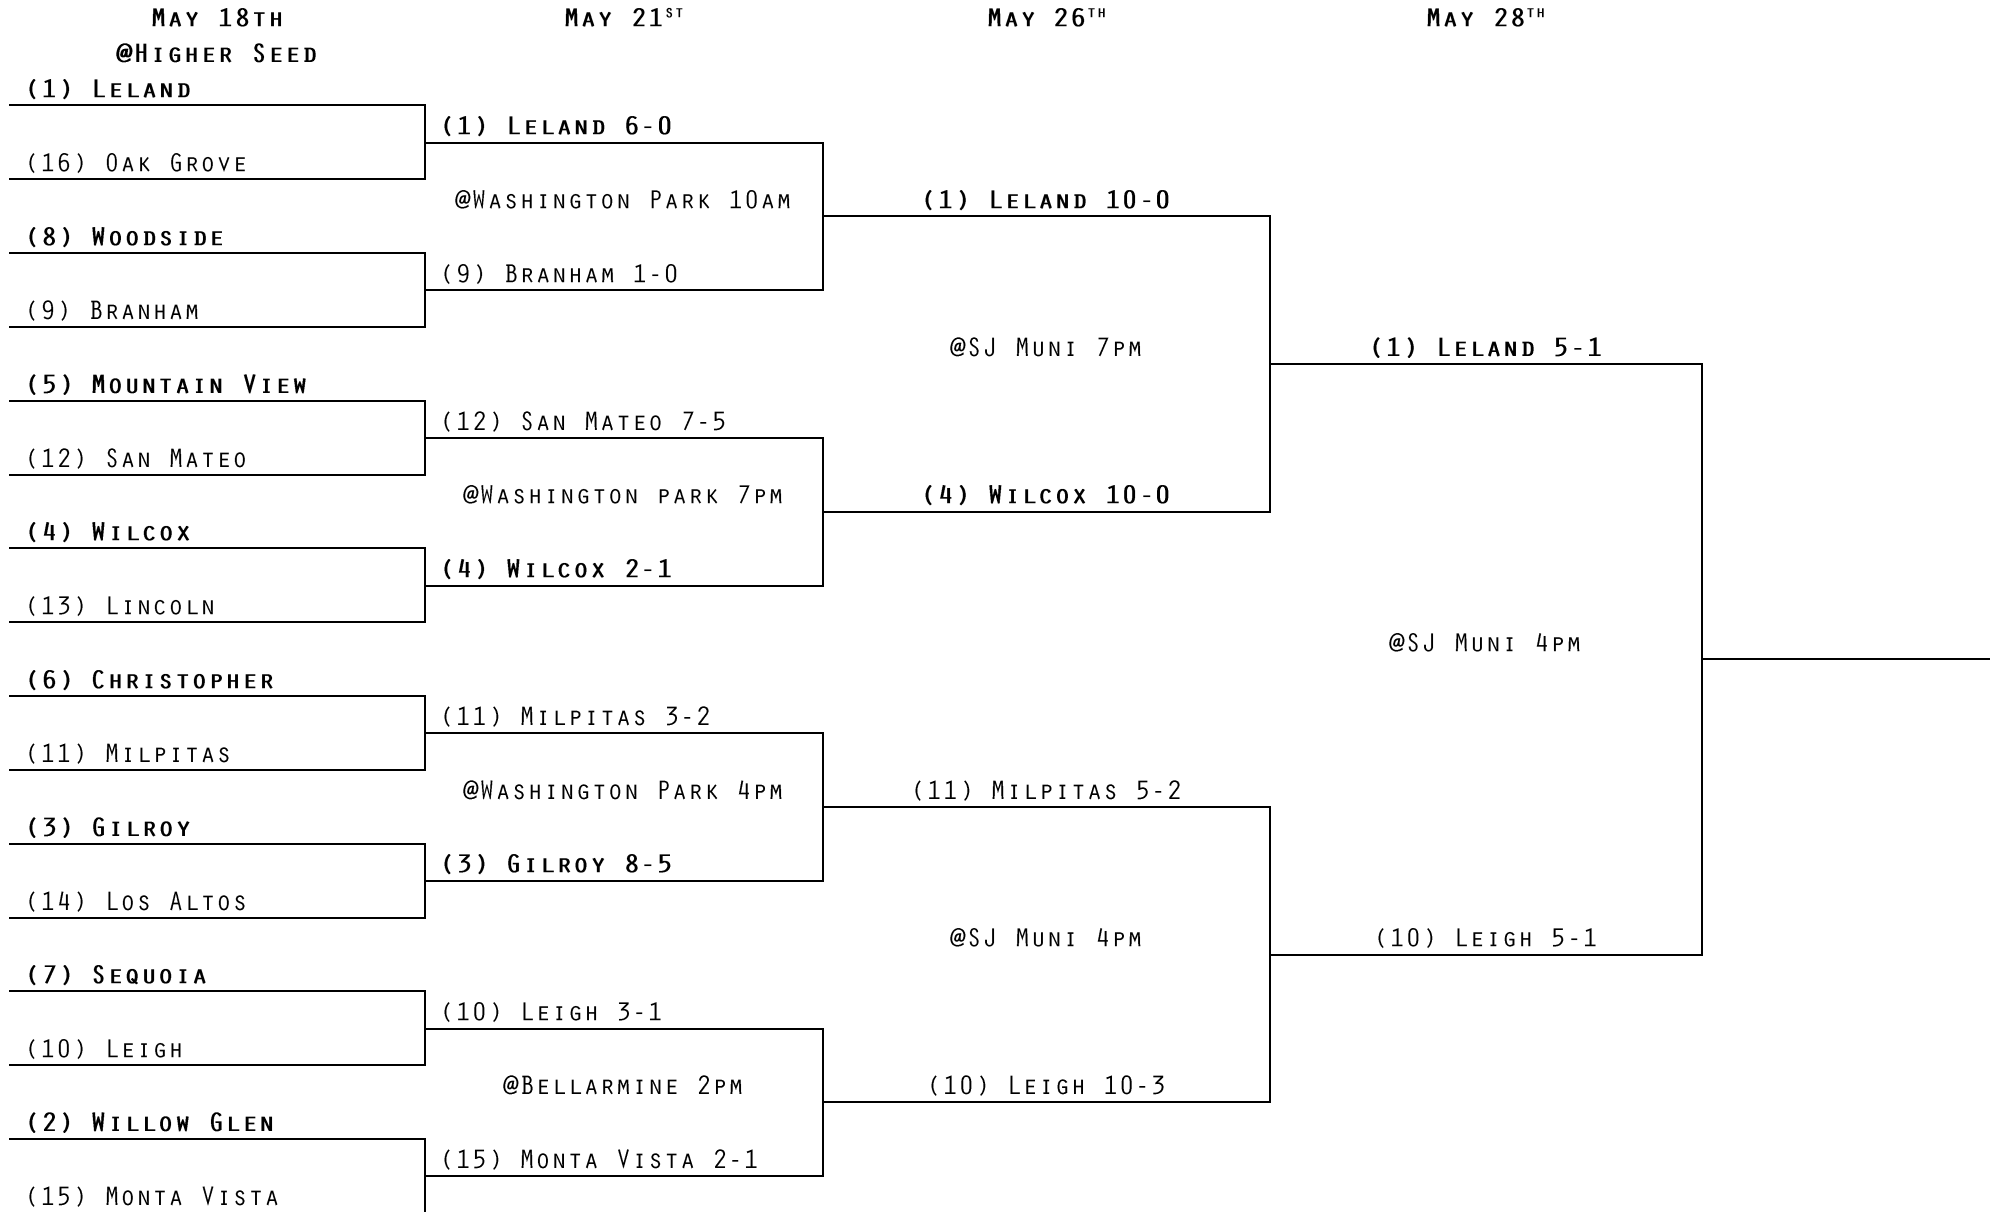 May 18th
May 21st
May 26th
May 28th
@Higher Seed
(1) Leland
(1) Leland 6-0
(16) Oak Grove
@Washington Park 10am
(1) Leland 10-0
(8) Woodside
(9) Branham 1-0
(9) Branham
@SJ Muni 7pm
(1) Leland 5-1
(5) Mountain View
(12) San Mateo 7-5
(12) San Mateo
@Washington park 7pm
(4) Wilcox 10-0
(4) Wilcox
(4) Wilcox 2-1
(13) Lincoln
@SJ Muni 4pm
(6) Christopher
(11) Milpitas 3-2
(11) Milpitas
@Washington Park 4pm
(11) Milpitas 5-2
(3) Gilroy
(3) Gilroy 8-5
(14) Los Altos
@SJ Muni 4pm
(10) Leigh 5-1
(7) Sequoia
(10) Leigh 3-1
(10) Leigh
@Bellarmine 2pm
(10) Leigh 10-3
(2) Willow Glen
(15) Monta Vista 2-1
(15) Monta Vista